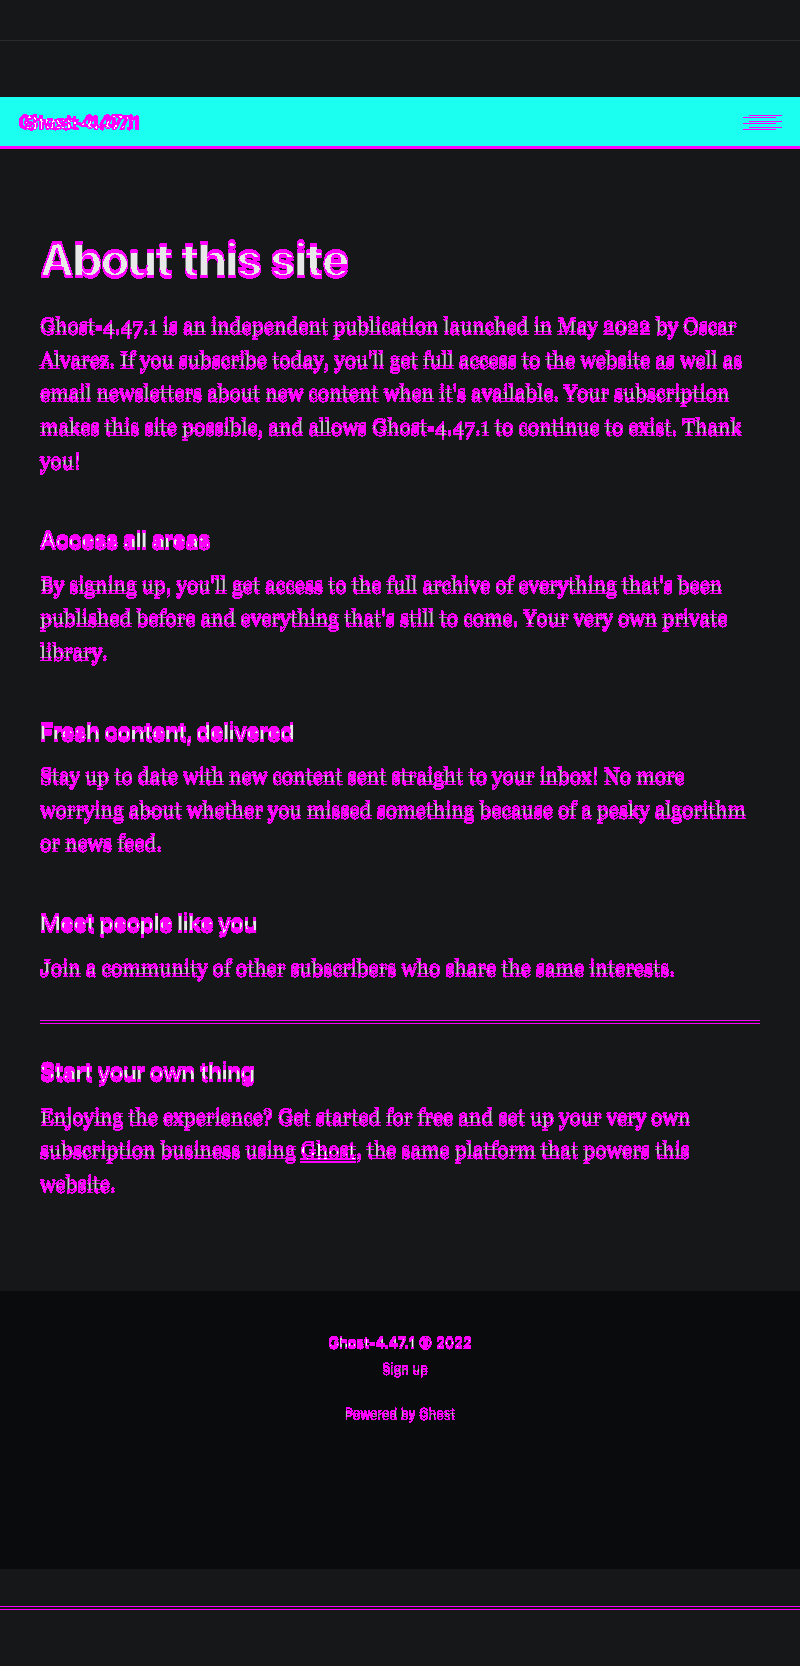 Ghost-4.47.1
About this site
Ghost-4.47.1 is an independent publication launched in May 2022 by Oscar
Alvarez. If you subscribe today, you'll get full access to the website as well as
email newsletters about new content when it's available. Your subscription
makes this site possible, and allows Ghost-4.47.1 to continue to exist. Thank
you!
Access all areas
By signing up, you'll get access to the full archive of everything that's been
published before and everything that's still to come. Your very own private
library.
Fresh content, delivered
Stay up to date with new content sent straight to your inbox! No more
worrying about whether you missed something because of a pesky algorithm
or news feed.
Meet people like you
Join a community of other subscribers who share the same interests.
Start your own thing
Enjoying the experience? Get started for free and set up your very own
subscription business using Ghost, the same platform that powers this
website.
Ghost-4.47.1 © 2022
Sign up
Powered by Ghost